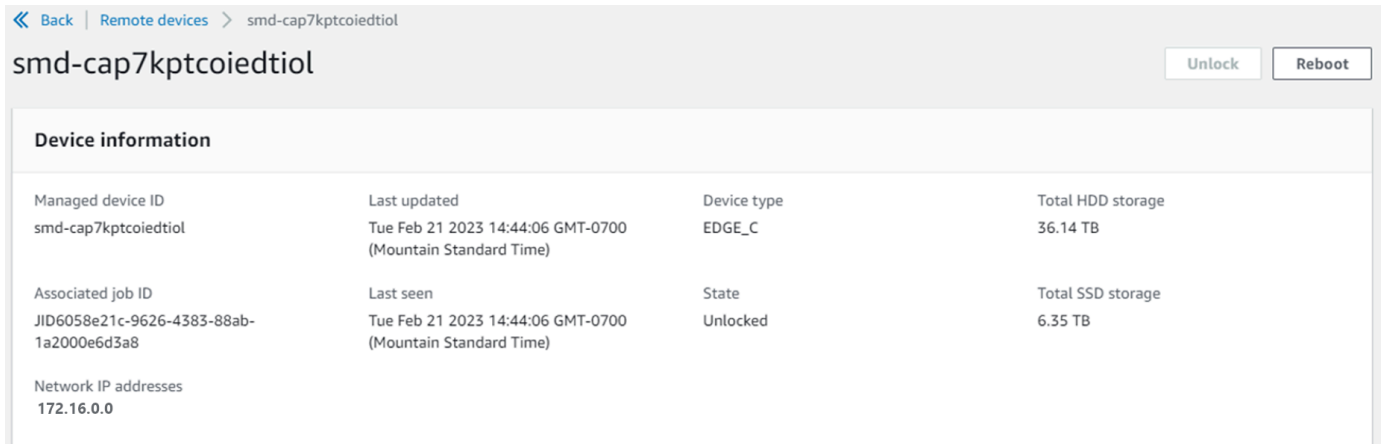 Back | Remote devices > smd-cap7kptcoiedtiol
smd-cap7kptcoiedtiol
Unlock Reboot
Device information
Managed device ID Last updated Device type Total HDD storage
smd-cap7kptcoiedtiol Tue Feb 21 2023 14:44:06 GMT-0700 EDGE_C 36.14 TB
(Mountain Standard Time)
Associated job ID Last seen State Total SSD storage
JID6058e21c-9626-4383-88ab- Tue Feb 21 2023 14:44:06 GMT-0700 Unlocked 6.35 TB
1a2000e6d3a8 (Mountain Standard Time)
Network IP addresses
172.16.0.0